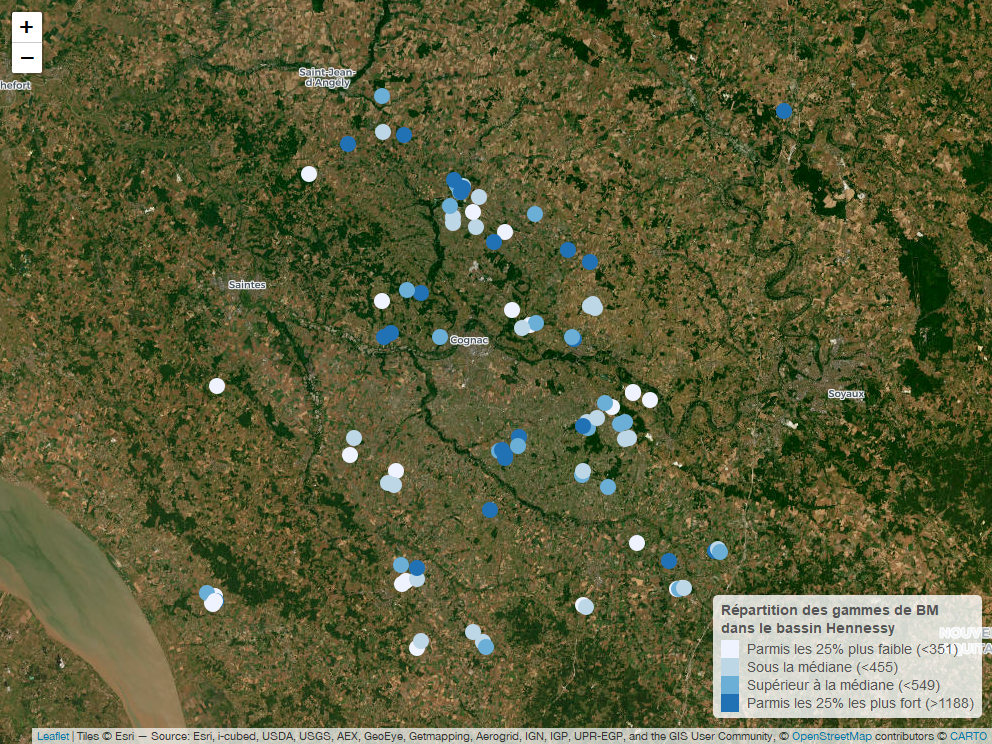 +
−
Saint-Jean-
d'Angély
hefort
Saintes
Cognac
Soyaux
Répartition des gammes de BM
dans le bassin Hennessy
Parmis les 25% plus faible (<351)
Sous la médiane (<455)
Supérieur à la médiane (<549)
Parmis les 25% les plus fort (>1188)
Leaflet | Tiles © Esri — Source: Esri, i-cubed, USDA, USGS, AEX, GeoEye, Getmapping, Aerogrid, IGN, IGP, UPR-EGP, and the GIS User Community, © OpenStreetMap contributors © CARTO